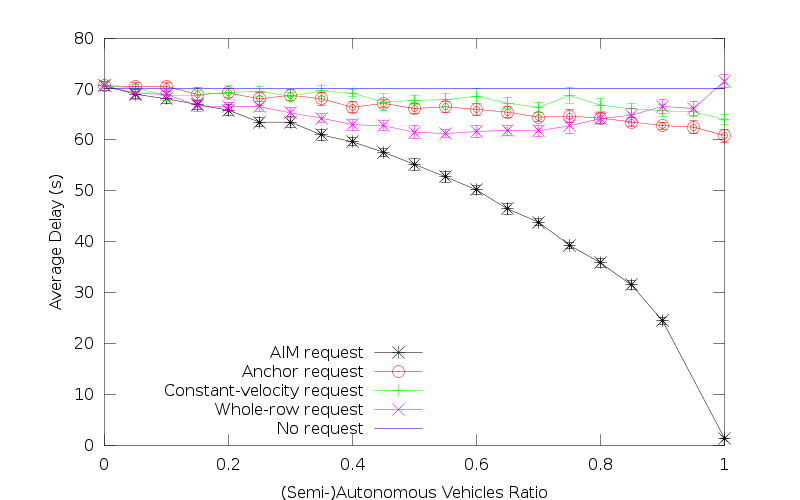 80
70
60
50
40
30
20
10
0
Average Delay (s)
AIM request
Anchor request
Constant-velocity request
Whole-row request
No request
0 0.2 0.4 0.6 0.8 1
(Semi-)Autonomous Vehicles Ratio